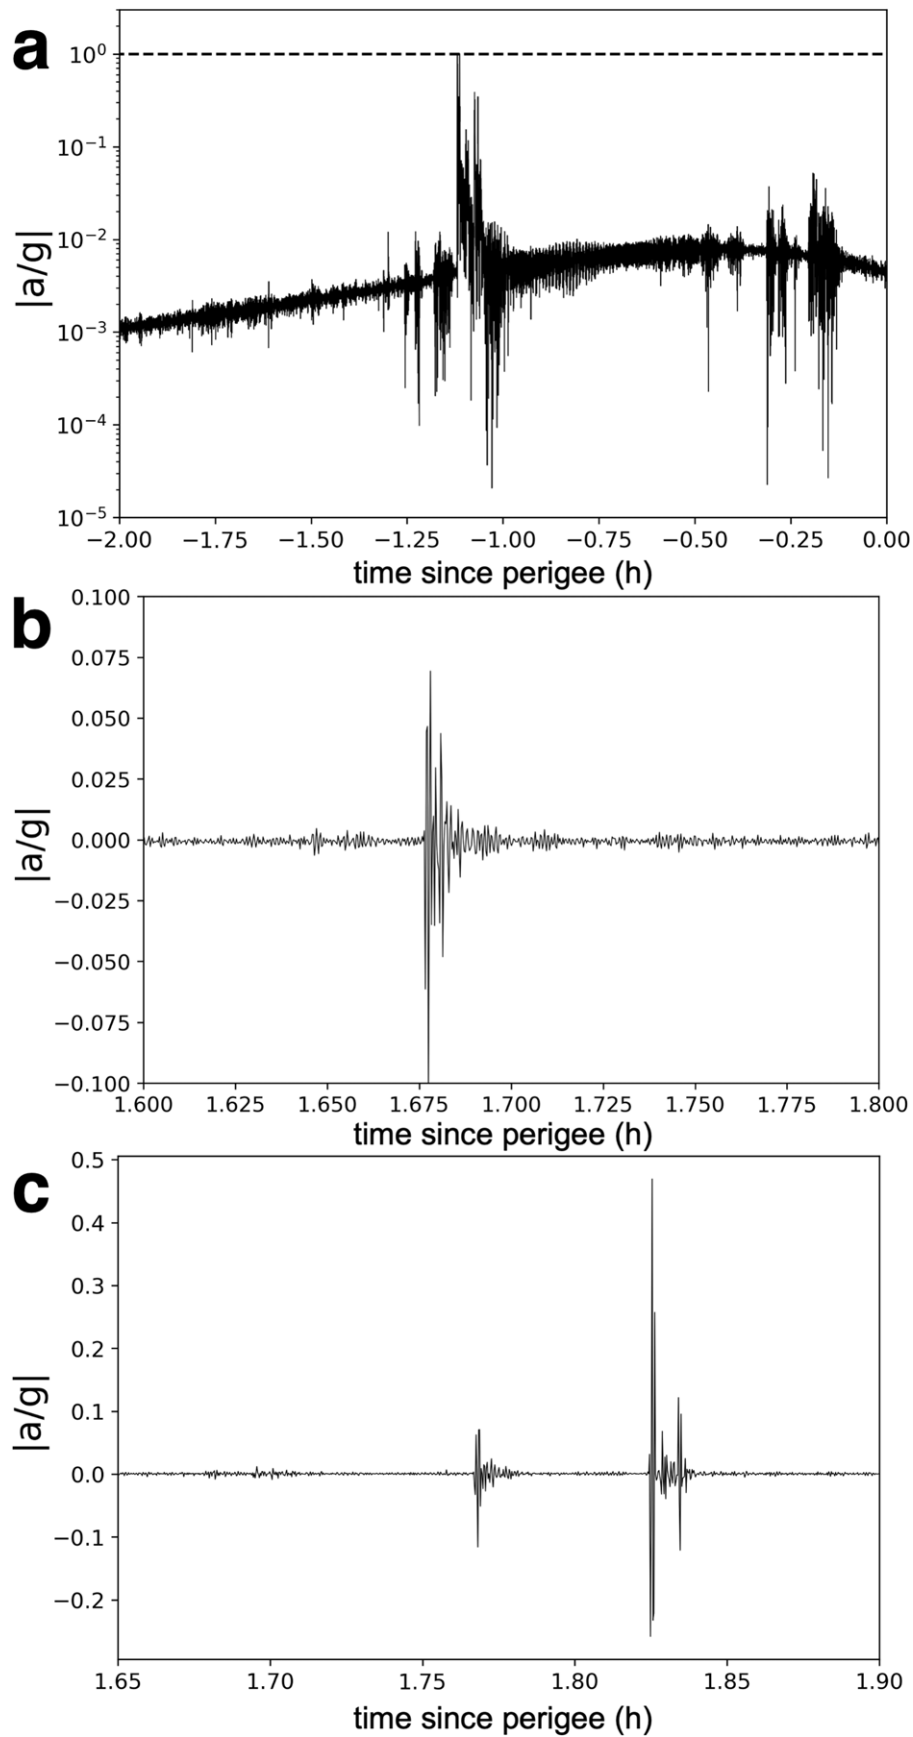 a
10⁰
10⁻¹
10⁻²
10⁻³
10⁻⁴
10⁻⁵
|a/g|
−2.00 −1.75 −1.50 −1.25 −1.00 −0.75 −0.50 −0.25 0.00
time since perigee (h)
b
0.100
0.075
0.050
0.025
0.000
−0.025
−0.050
−0.075
−0.100
|a/g|
1.600 1.625 1.650 1.675 1.700 1.725 1.750 1.775 1.800
time since perigee (h)
c
0.5
0.4
0.3
0.2
0.1
0.0
−0.1
−0.2
|a/g|
1.65 1.70 1.75 1.80 1.85 1.90
time since perigee (h)